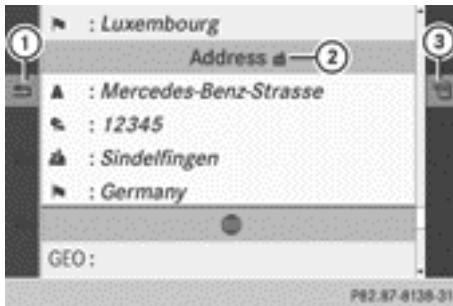 : Luxembourg
1
3
Address
2
: Mercedes-Benz-Strasse
: 12345
: Sindelfingen
: Germany
GEO:
P82.87-8138-31